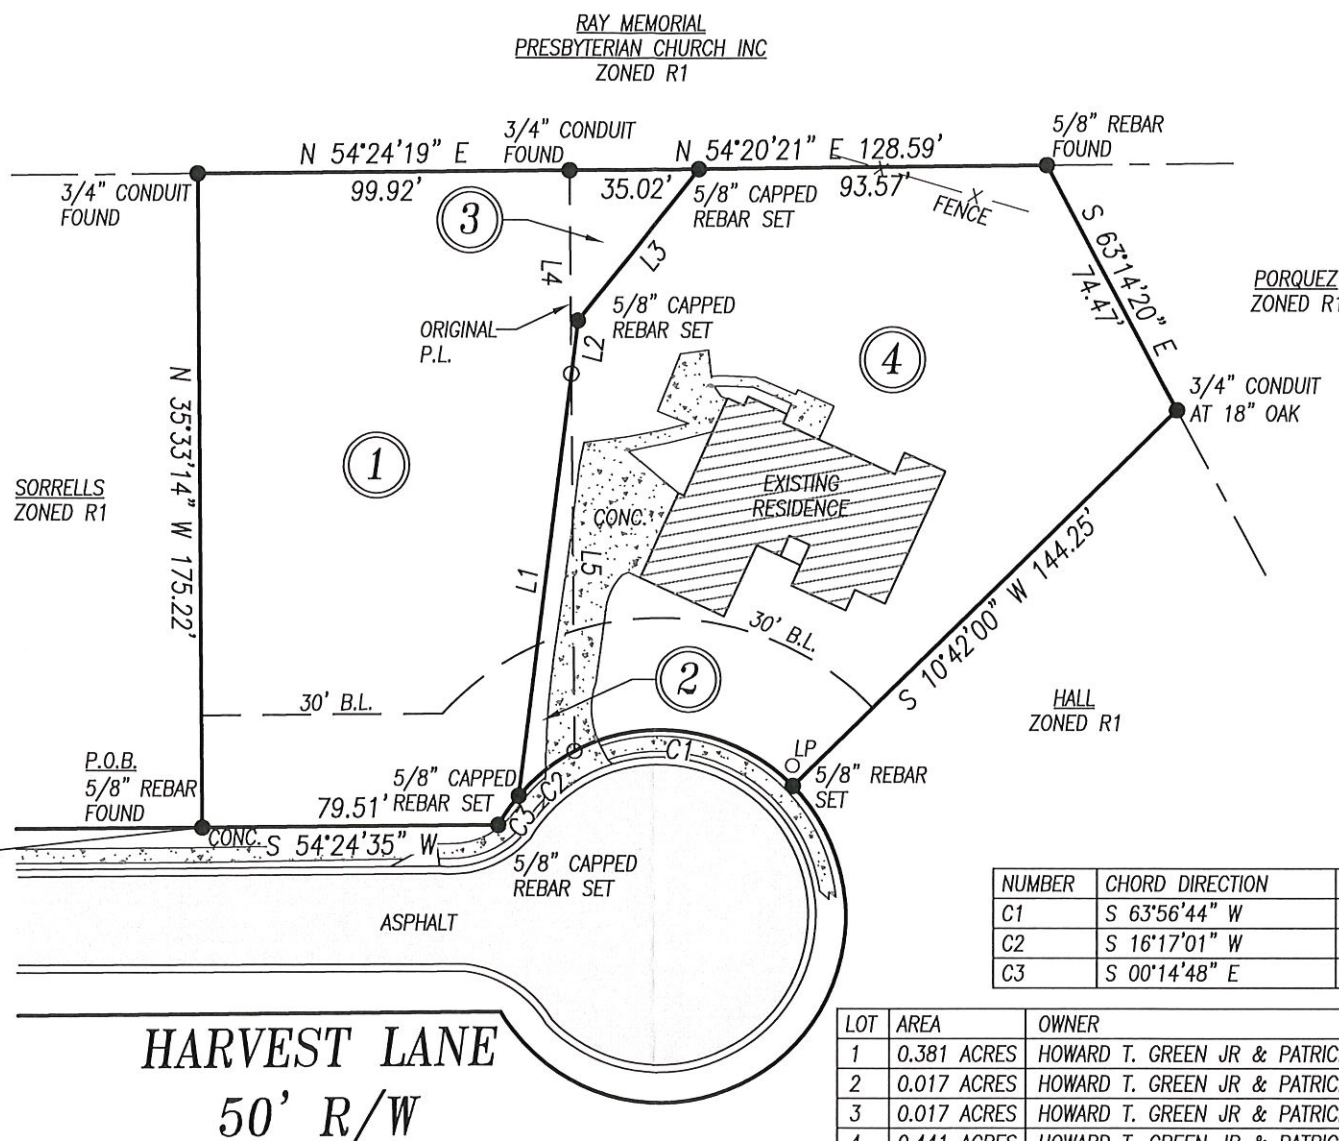 RAY MEMORIAL
PRESBYTERIAN CHURCH INC
ZONED R1
3/4" CONDUIT
FOUND
N 54°24'19" E
99.92'
3/4" CONDUIT
FOUND
N 54°20'21" E 128.59'
35.02'
93.57'
5/8" CAPPED
REBAR SET
5/8" REBAR
FOUND
X
FENCE
3
L4
L3
S 63°14'20" E
74.47'
PORQUEZ
ZONED R1
ORIGINAL
P.L.
5/8" CAPPED
REBAR SET
L2
4
3/4" CONDUIT
AT 18" OAK
N 35°33'14" W 175.22'
1
SORRELLS
ZONED R1
EXISTING
RESIDENCE
CONC.
L1
L5
S 10°42'00" W 144.25'
30' B.L.
30' B.L.
2
HALL
ZONED R1
P.O.B.
5/8" REBAR
FOUND
79.51'
5/8" CAPPED
REBAR SET
C1
C2
C3
LP
5/8" REBAR
SET
CONC.
S 54°24'35" W
5/8" CAPPED
REBAR SET
ASPHALT
NUMBER CHORD DIRECTION
C1 S 63°56'44" W
C2 S 16°17'01" W
C3 S 00°14'48" E
HARVEST LANE
50' R/W
LOT AREA OWNER
1 0.381 ACRES HOWARD T. GREEN JR & PATRIC
2 0.017 ACRES HOWARD T. GREEN JR & PATRIC
3 0.017 ACRES HOWARD T. GREEN JR & PATRIC
4 0.441 ACRES HOWARD T. GREEN JR & PATRIC